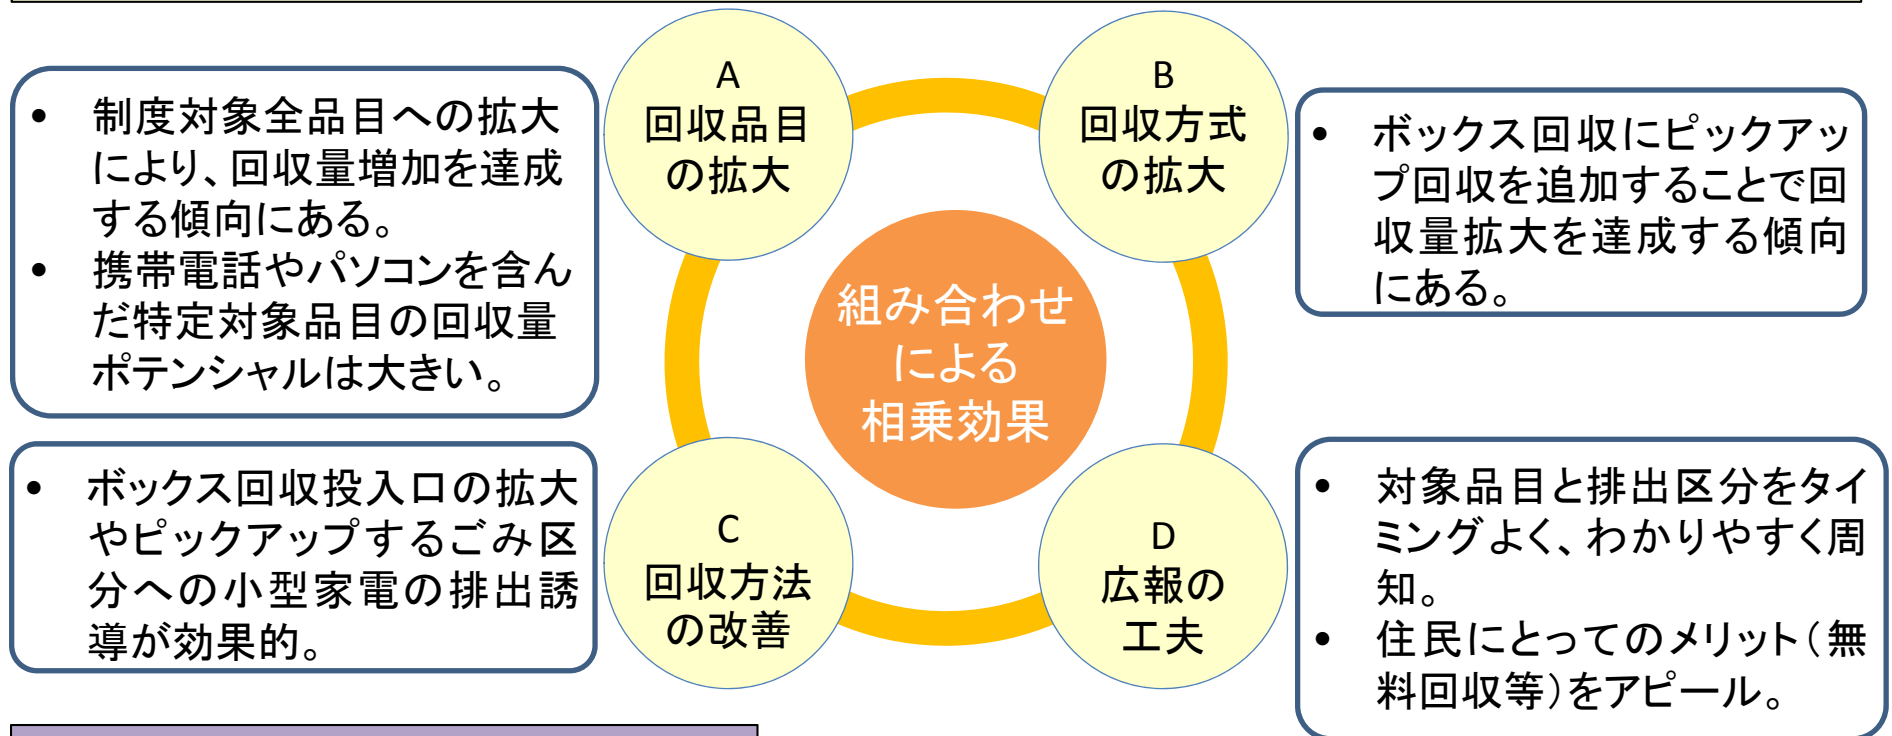 • 制度対象全品目への拡大
により、回収量増加を達成
する傾向にある。
• 携帯電話やパソコンを含ん
だ特定対象品目の回収量
ポテンシャルは大きい。
A
回収品目
の拡大
B
回収方式
の拡大
• ボックス回収にピックアッ
プ回収を追加することで回
収量拡大を達成する傾向
にある。
組み合わせ
による
相乗効果
• ボックス回収投入口の拡大
やピックアップするごみ区
分への小型家電の排出誘
導が効果的。
C
回収方法
の改善
D
広報の
工夫
• 対象品目と排出区分をタイ
ミングよく、わかりやすく周
知。
• 住民にとってのメリット（無
料回収等）をアピール。